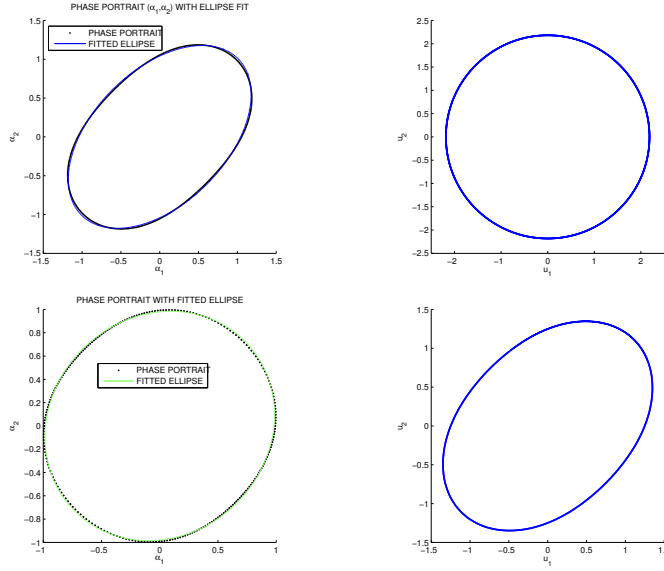 PHASE PORTRAIT (α1,α2) WITH ELLIPSE FIT
PHASE PORTRAIT
FITTED ELLIPSE
1.5
1
0.5
0
−0.5
−1
−1.5
α2
−1.5 −1 −0.5 0 0.5 1 1.5
α1
2.5
2
1.5
1
0.5
0
−0.5
−1
−1.5
−2
−2.5
u2
−2 −1 0 1 2
u1
PHASE PORTRAIT WITH FITTED ELLIPSE
PHASE PORTRAIT
FITTED ELLIPSE
1
0.8
0.6
0.4
0.2
0
−0.2
−0.4
−0.6
−0.8
−1
α2
−1 −0.5 0 0.5 1
α1
1.5
1
0.5
0
−0.5
−1
−1.5
u2
−1.5 −1 −0.5 0 0.5 1 1.5
u1